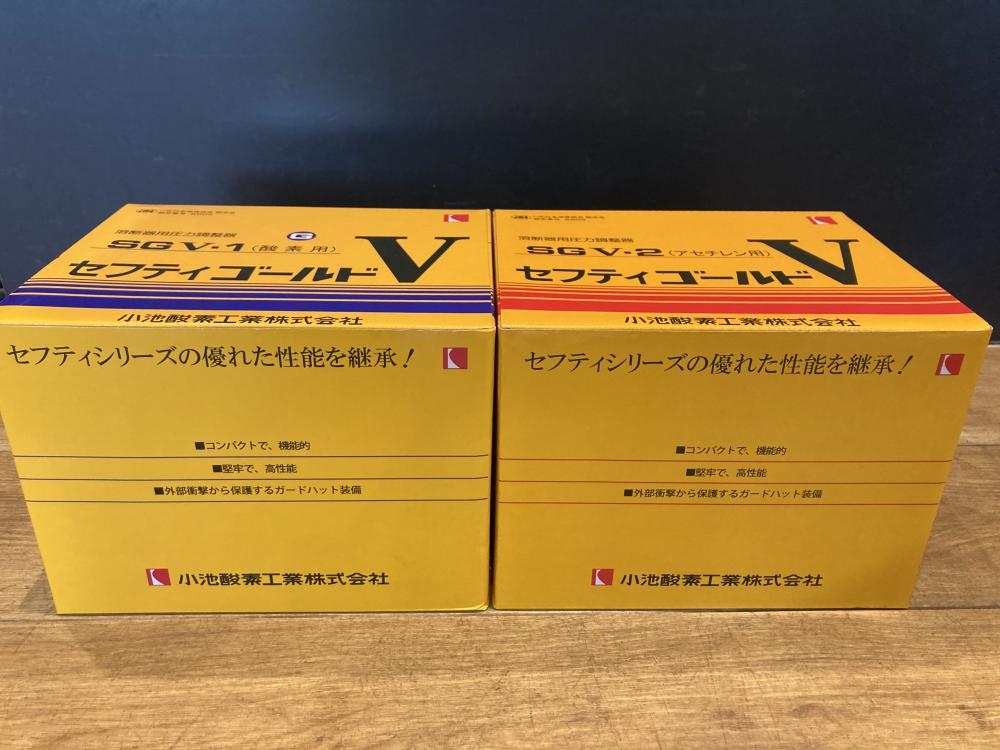 溶断器用圧力調整器
G
SGV・1(酸素用)
セフティゴールドV
小池酸素工業株式会社
セフティシリーズの優れた性能を継承!
■コンパクトで、機能的
■堅牢で、高性能
■外部衝撃から保護するガードハット装備
小池酸素工業株式会社
溶断器用圧力調整器
SGV・2(アセチレン用)
セフティゴールドV
小池酸素工業株式会社
セフティシリーズの優れた性能を継承!
■コンパクトで、機能的
■堅牢で、高性能
■外部衝撃から保護するガードハット装備
小池酸素工業株式会社